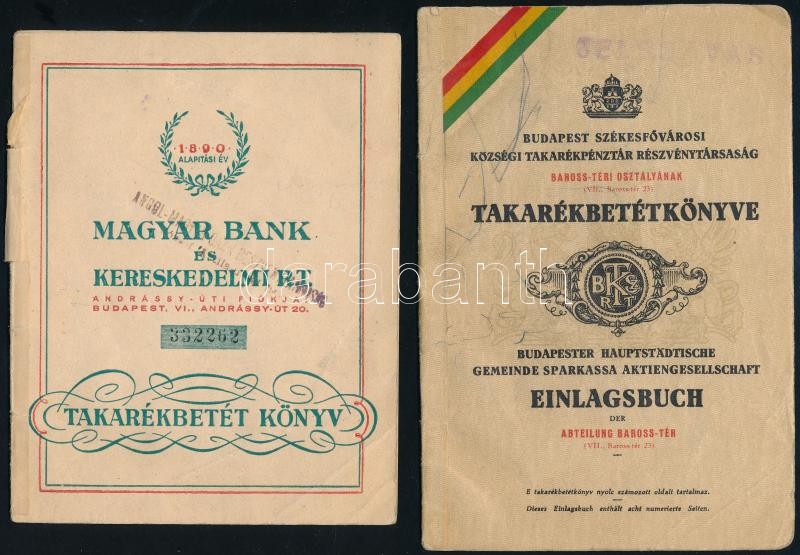 1890
ALAPITÁSI ÉV
MAGYAR BANK
ÉS
KERESKEDELMI R.T.
ANDRÁSSY-ÚTI FIÓKJA
BUDAPEST, VI., ANDRÁSSY-ÚT 20.
332262
TAKARÉKBETÉT KÖNYV
BUDAPEST SZÉKESFŐVÁROSI
KÖZSÉGI TAKARÉKPÉNZTÁR RÉSZVÉNYTÁRSASÁG
BAROSS-TÉRI OSZTÁLYÁNAK
(VII., Baross-tér 23)
TAKARÉKBETÉTKÖNYVE
BUDAPESTER HAUPTSTÄDTISCHE
GEMEINDE SPARKASSA AKTIENGESELLSCHAFT
EINLAGSBUCH
DER
ABTEILUNG BAROSS-TÉR
(VII., Baross-tér 23)
E takarékbetétkönyv nyolc számozott oldalt tartalmaz.
Dieses Einlagsbuch enthält acht numerierte Seiten.
darabanth